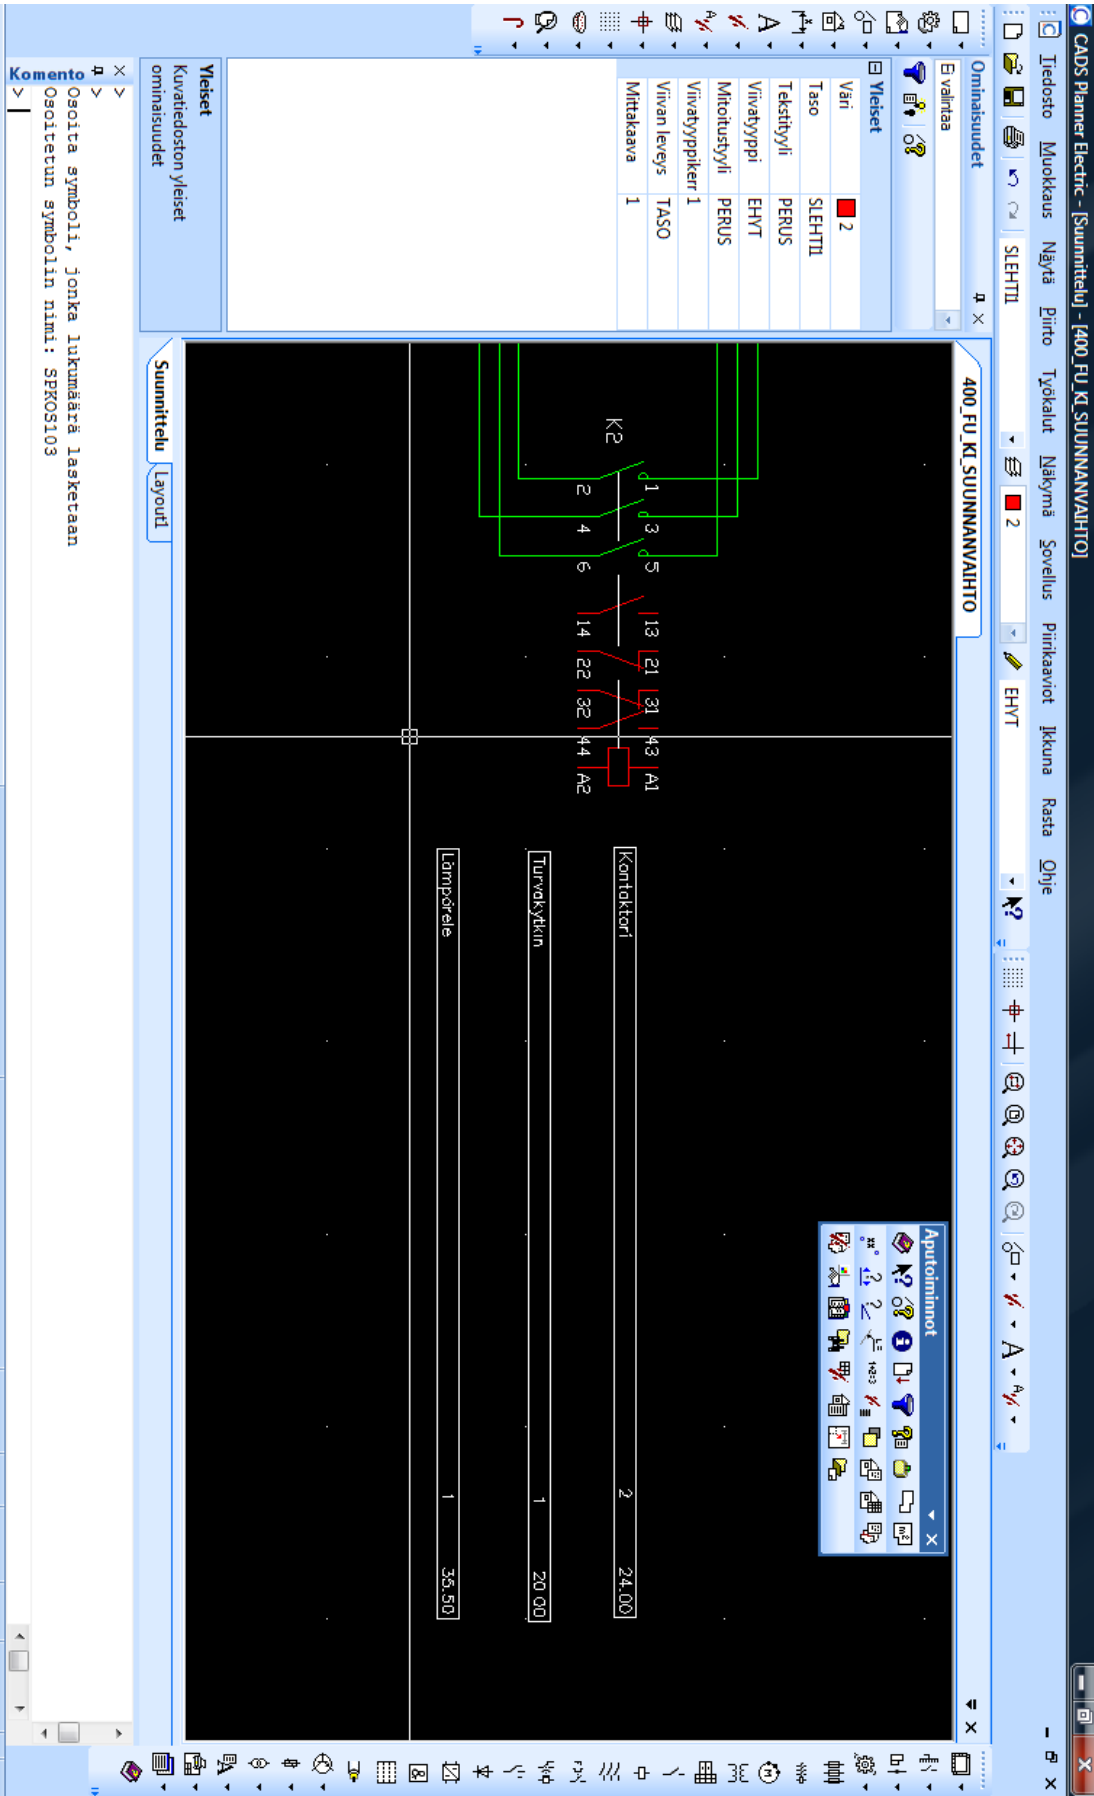 CADS Planner Electric - [Suunnittelu] - [400_FU_KI_SUUNNANVAIHTO]
Tiedosto Muokkaus Näytä Piirto Työkalut Näkymä Sovellus Piirikaaviot Ikkuna Rasta Ohje
SLEHTI1 2 EHYT
Ominaisuudet
Ei valintaa
Yleiset
Väri 2
Taso SLEHTI1
Tekstityyli PERUS
Viivatyyppi EHYT
Mitoitustyyli PERUS
Viivatyyppikerr 1
Viivan leveys TASO
Mittakaava 1
Yleiset
Kuvatiedoston yleiset
ominaisuudet
400_FU_KI_SUUNNANVAIHTO
K2
1 3 5 13 21 31 43 A1
2 4 6 14 22 32 44 A2
Kontaktori 2 24.00
Turvakytkin 1 20.00
Lämpörele 1 35.50
Aputoiminnot
Suunnittelu Layout1
Komento
>
>
Osoita symboli, jonka lukumäärä lasketaan
Osoitetun symbolin nimi: SPKOS103
>